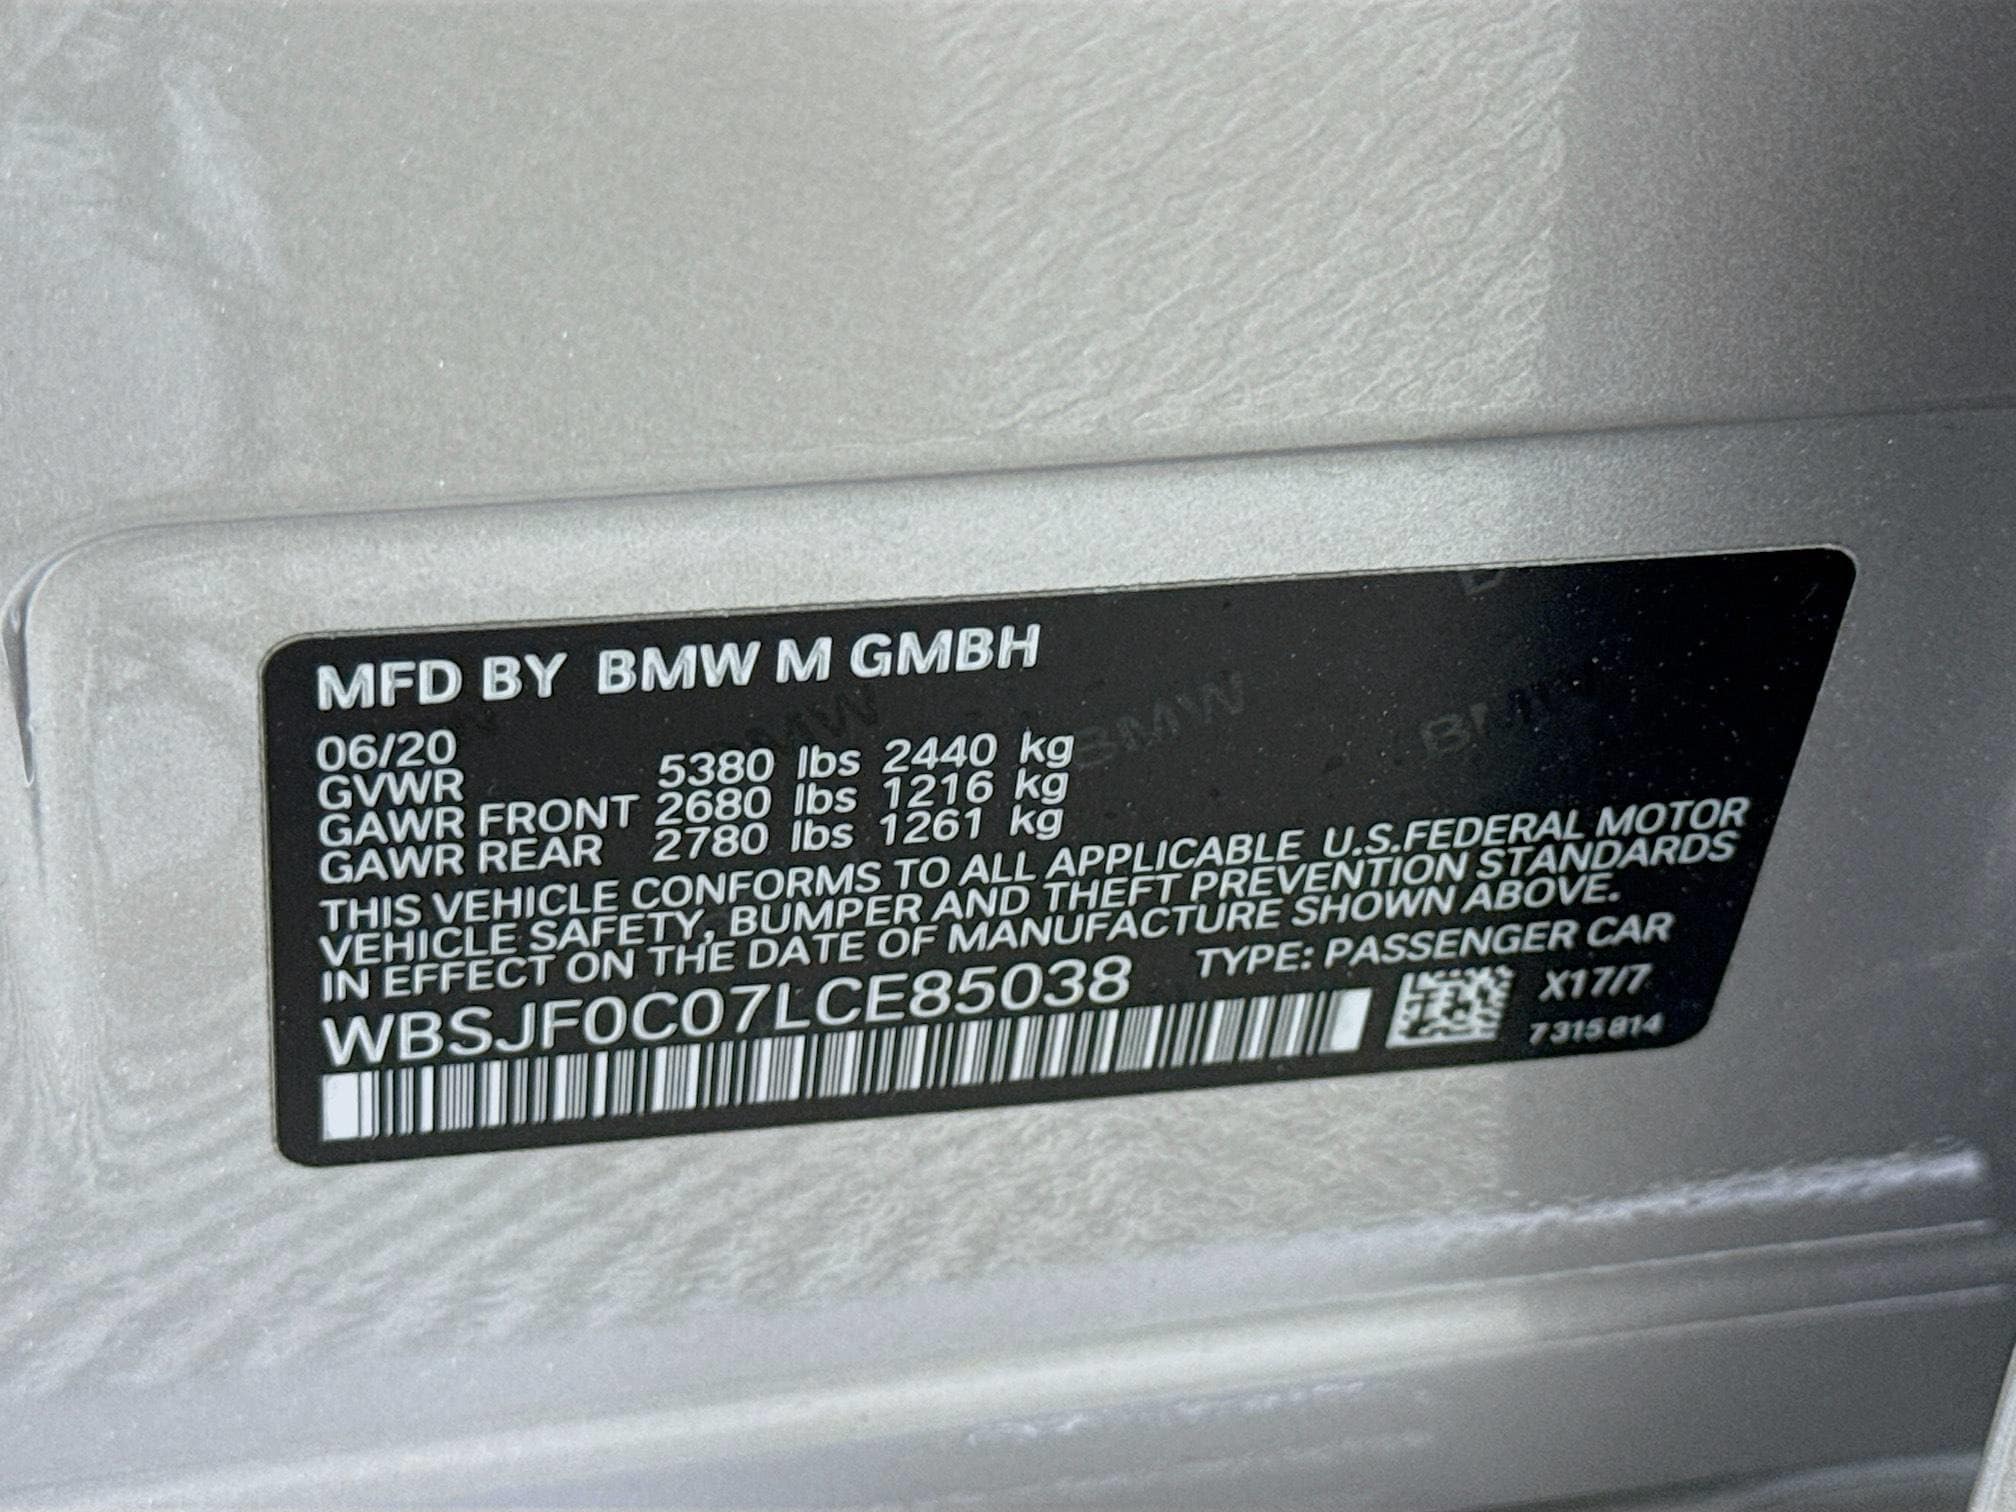 MFD BY BMW M GMBH
06/20
GVWR 5380 lbs 2440 kg
GAWR FRONT 2680 lbs 1216 kg
GAWR REAR 2780 lbs 1261 kg
THIS VEHICLE CONFORMS TO ALL APPLICABLE U.S.FEDERAL MOTOR
VEHICLE SAFETY, BUMPER AND THEFT PREVENTION STANDARDS
IN EFFECT ON THE DATE OF MANUFACTURE SHOWN ABOVE.
WBSJF0C07LCE85038 TYPE: PASSENGER CAR
X17/7
7315814